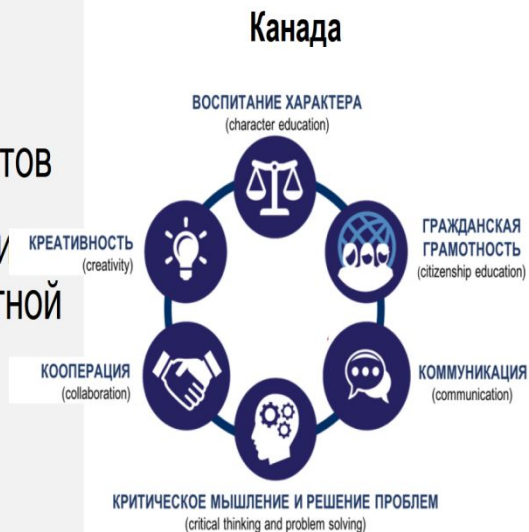 Канада
ВОСПИТАНИЕ ХАРАКТЕРА
(character education)
ТОВ
ГРАЖДАНСКАЯ
ГРАМОТНОСТЬ
(citizenship education)
И
КРЕАТИВНОСТЬ
(creativity)
ТНОЙ
КООПЕРАЦИЯ
(collaboration)
КОММУНИКАЦИЯ
(communication)
КРИТИЧЕСКОЕ МЫШЛЕНИЕ И РЕШЕНИЕ ПРОБЛЕМ
(critical thinking and problem solving)